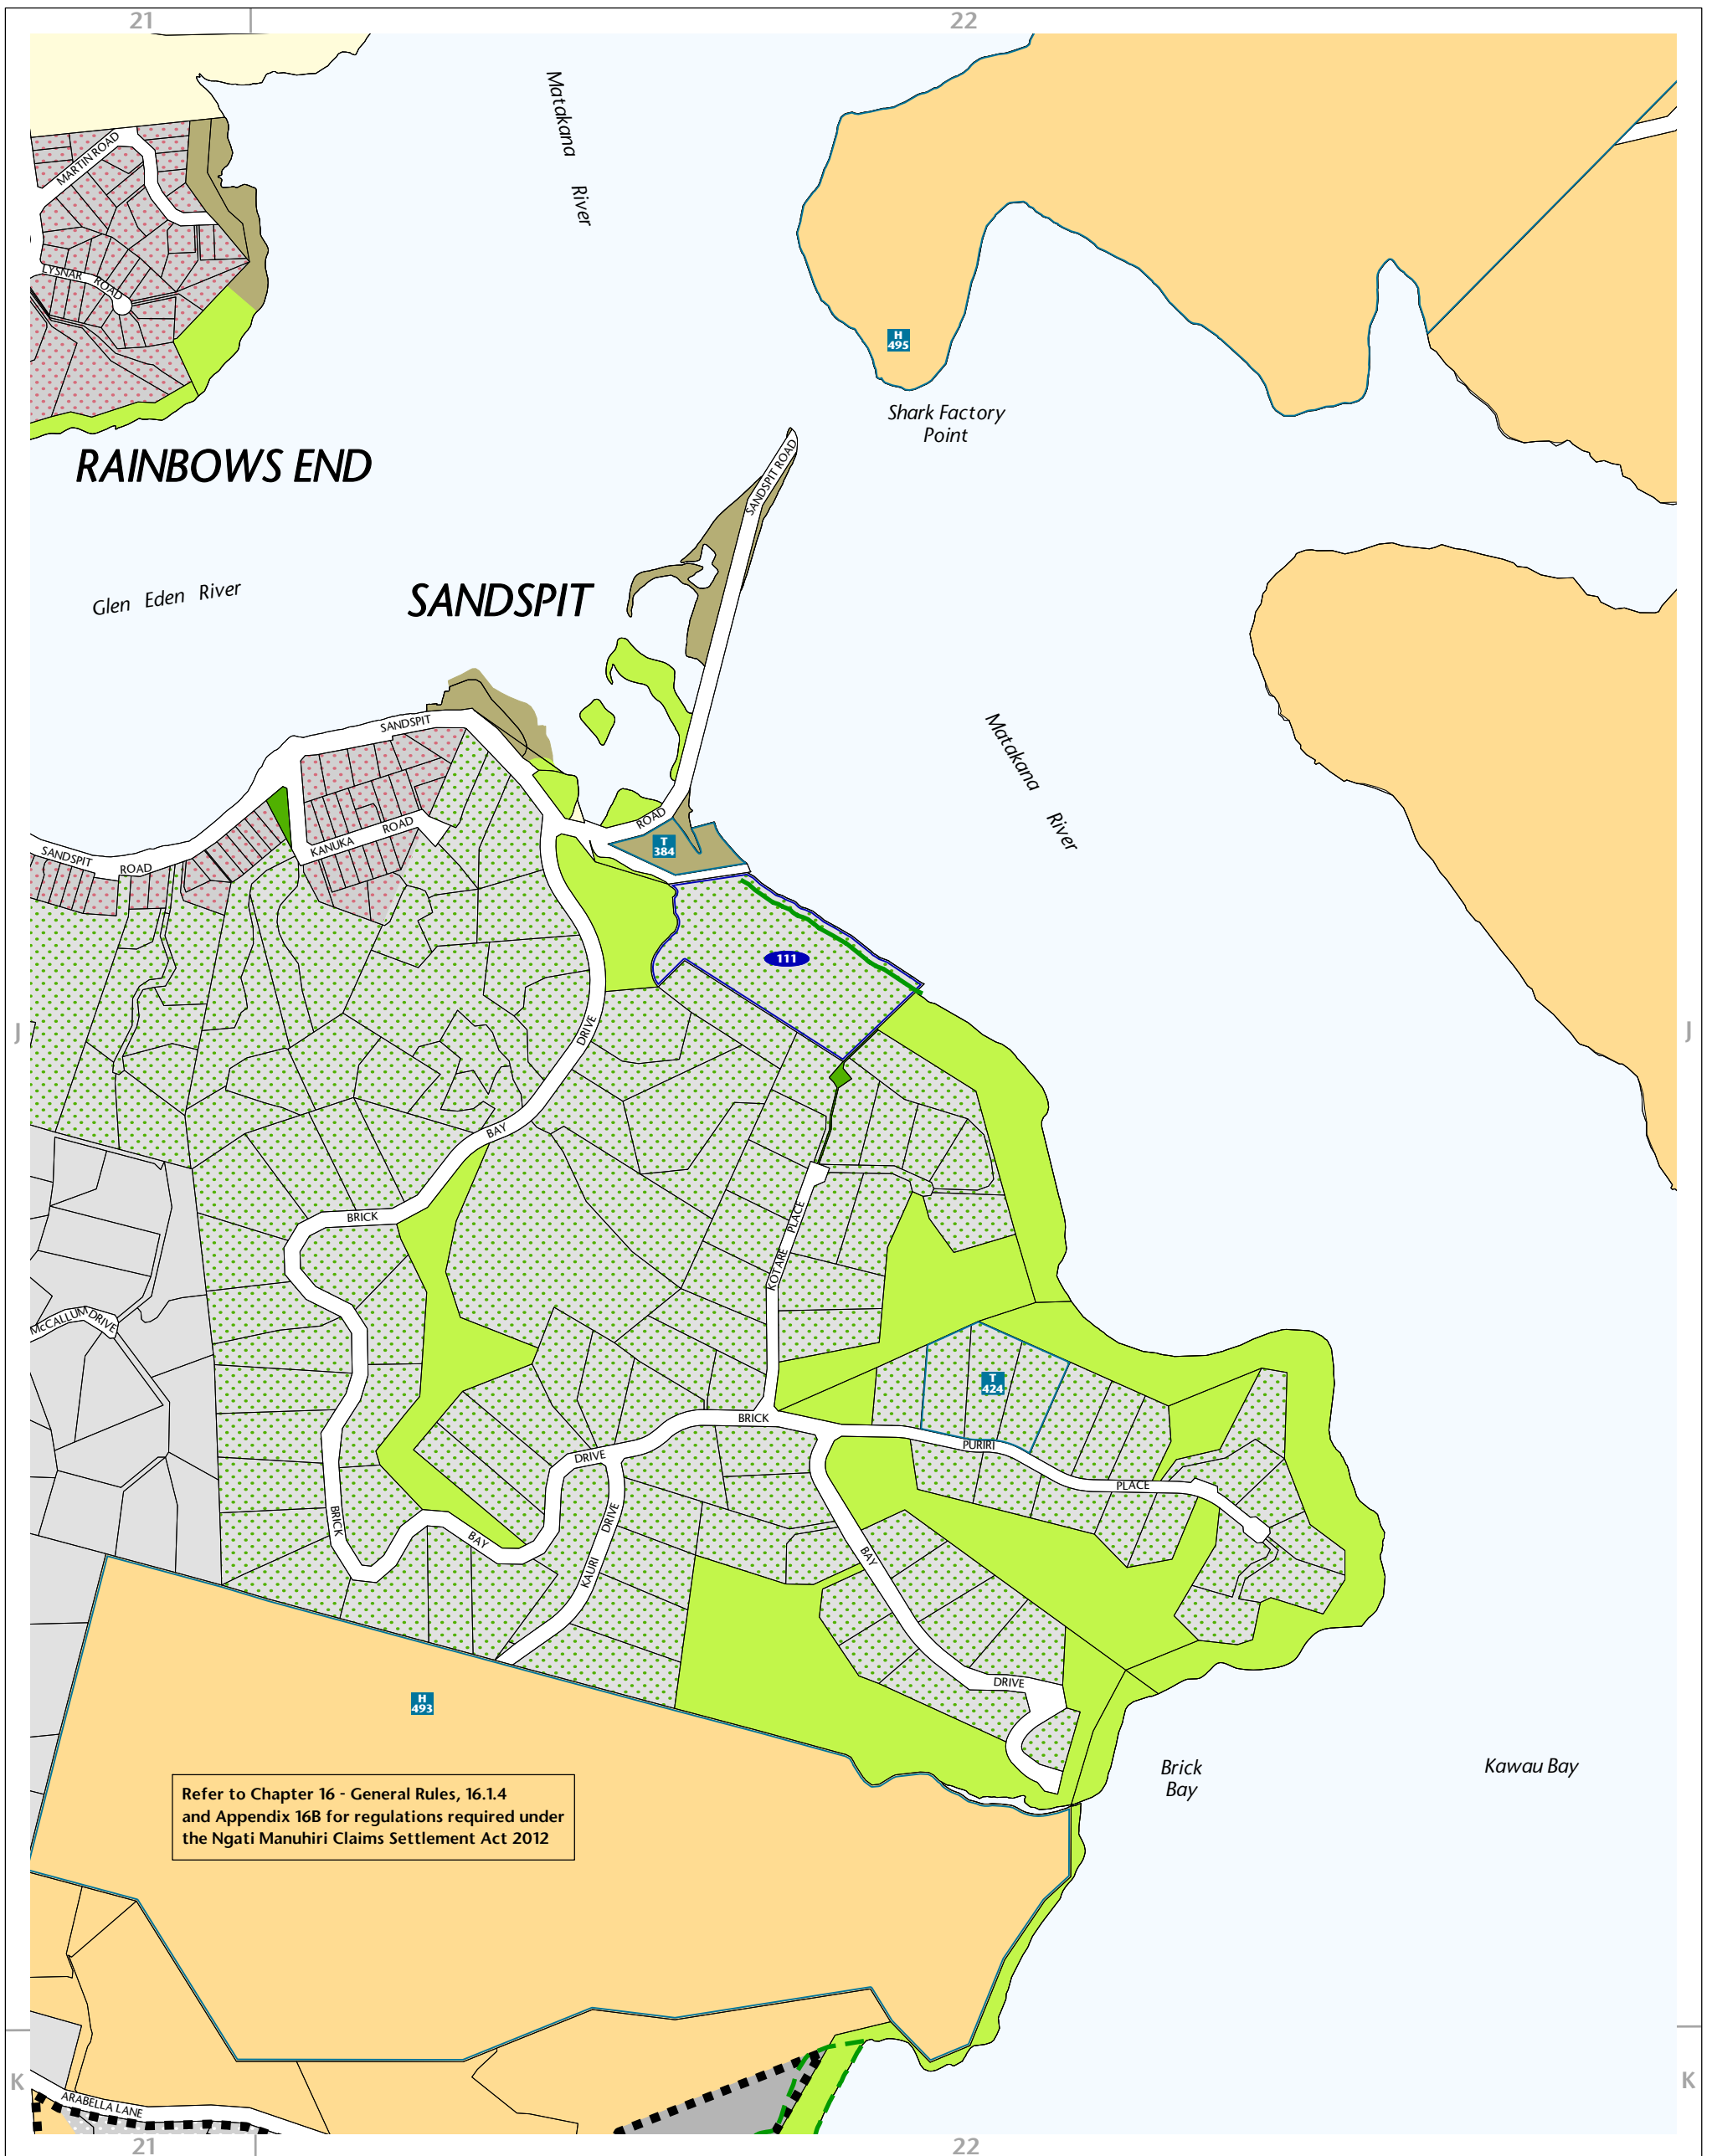 21
22
Matakana
River
MARTIN ROAD
LYSNAR ROAD
H
495
Shark Factory
Point
RAINBOWS END
SANDSPIT ROAD
SANDSPIT
Glen Eden River
Matakana
River
SANDSPIT
ROAD
T
384
KANUKA ROAD
SANDSPIT ROAD
111
J
J
DRIVE
BAY
BRICK
KOTARE PLACE
McCALLUM DRIVE
T
424
BRICK
PURIRI
DRIVE
PLACE
BRICK
BAY
DRIVE
KAURI
BAY
DRIVE
H
493
Brick
Bay
Kawau Bay
Refer to Chapter 16 - General Rules, 16.1.4
and Appendix 16B for regulations required under
the Ngati Manuhiri Claims Settlement Act 2012
K
K
ARABELLA LANE
21
22